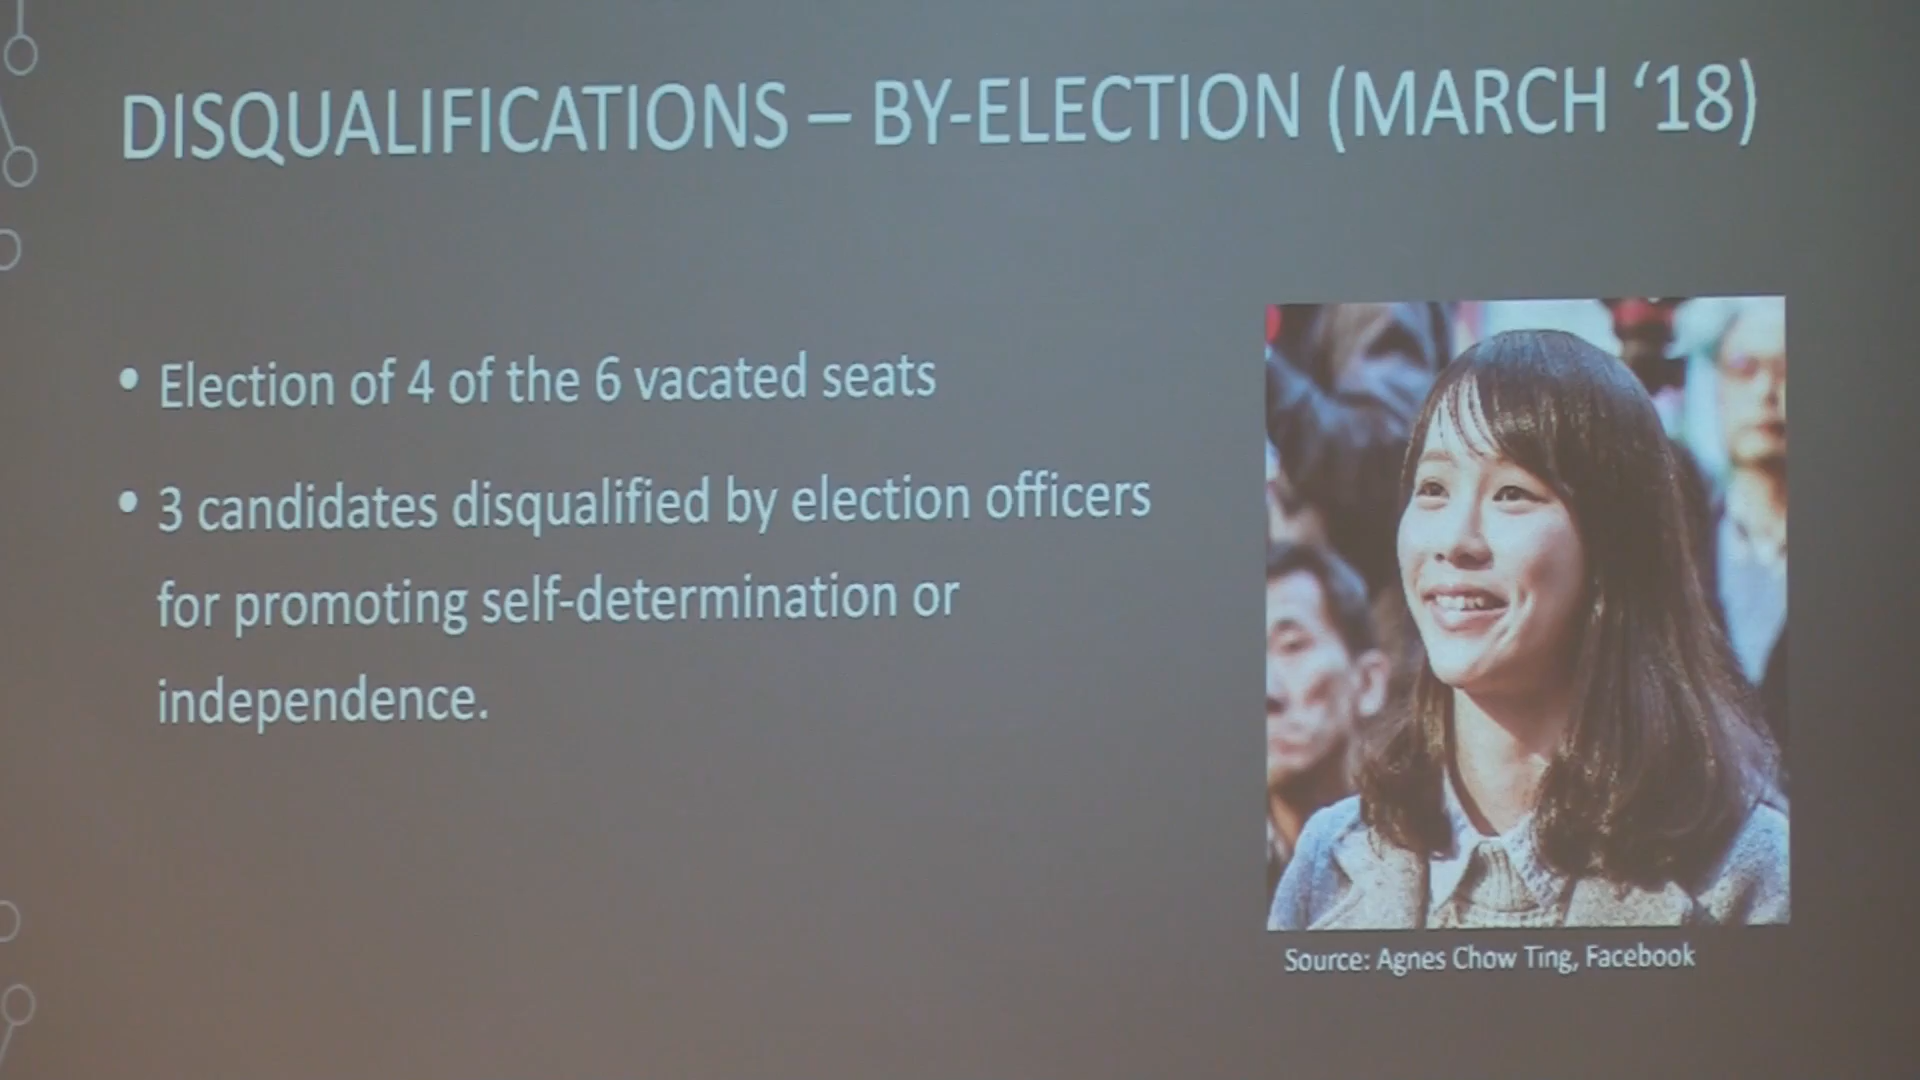 DISQUALIFICATIONS – BY-ELECTION (MARCH ‘18)
• Election of 4 of the 6 vacated seats
• 3 candidates disqualified by election officers
for promoting self-determination or
independence.
Source: Agnes Chow Ting, Facebook